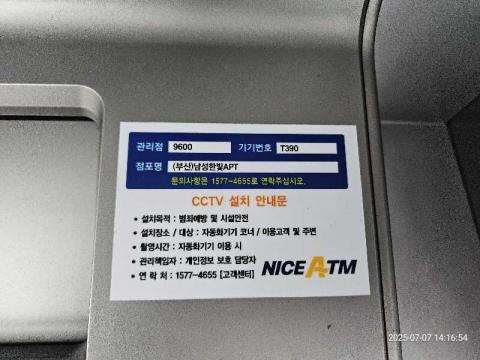 관리점 9600 기기번호 T390
점포명 (부산)남성한빛APT
문의사항은 1577-4655로 연락주십시오.
CCTV 설치 안내문
• 설치목적 : 범죄예방 및 시설안전
• 설치장소 / 대상 : 자동화기기 코너 / 이용고객 및 주변
• 촬영시간 : 자동화기기 이용 시
• 관리책임자 : 개인정보 보호 담당자
• 연 락 처 : 1577-4655 [고객센터]
NICE ATM
2025-07-07 14:16:54